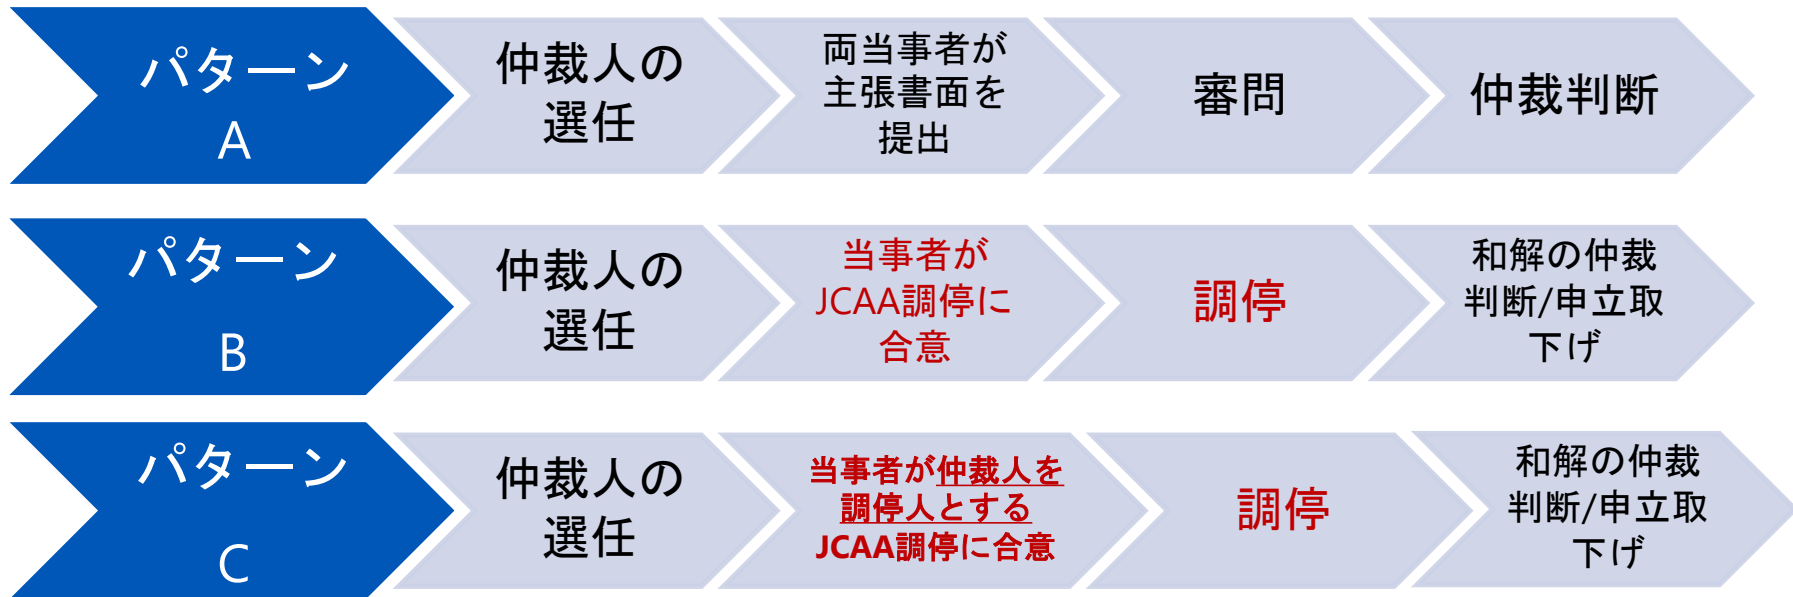 パターン
A
仲裁人の
選任
両当事者が
主張書面を
提出
審問
仲裁判断
パターン
B
仲裁人の
選任
当事者が
JCAA調停に
合意
調停
和解の仲裁
判断/申立取
下げ
パターン
C
仲裁人の
選任
当事者が仲裁人を
調停人とする
JCAA調停に合意
調停
和解の仲裁
判断/申立取
下げ